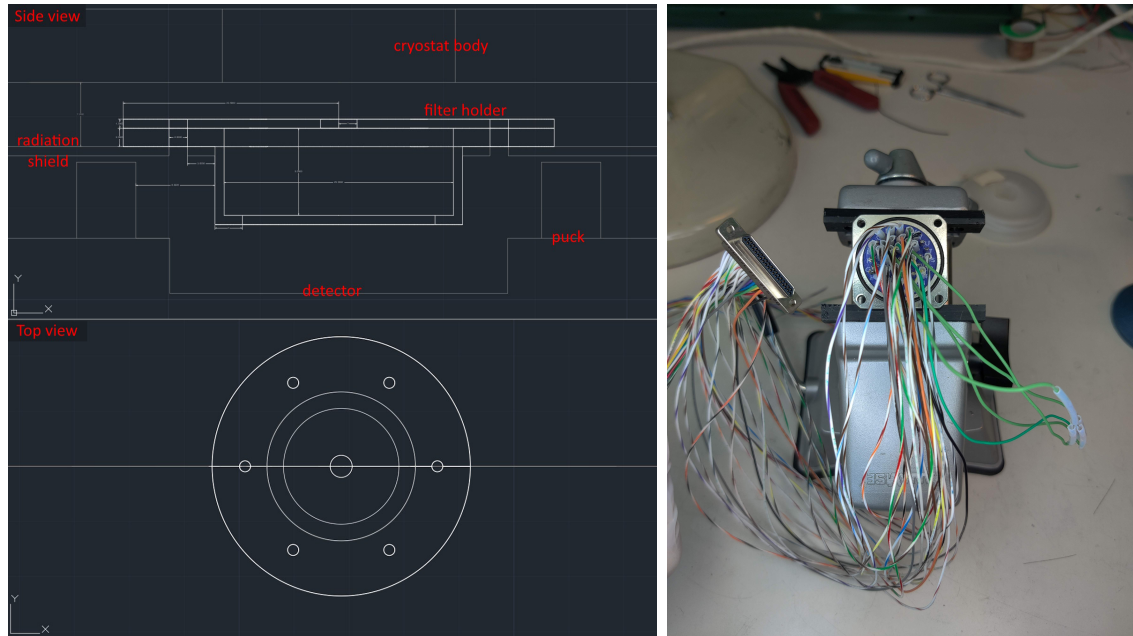 Side view
cryostat body
filter holder
radiation
shield
puck
detector
Y
X
Top view
Y
X